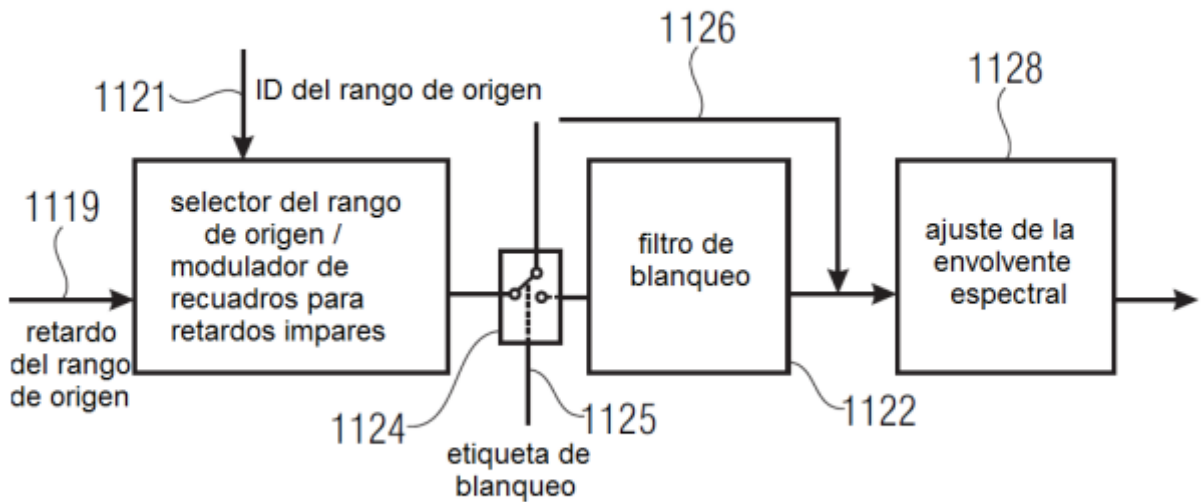 1126
1128
1121
ID del rango de origen
1119
selector del rango
de origen /
modulador de
recuadros para
retardos impares
filtro de
blanqueo
ajuste de la
envolvente
espectral
retardo
del rango
de origen
1124
1125
1122
etiqueta de
blanqueo